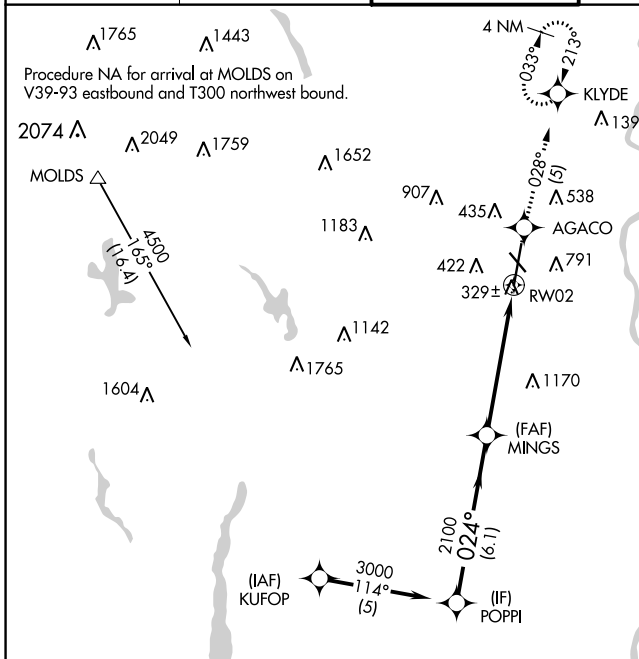 1765
1443
4 NM
033°
213°
Procedure NA for arrival at MOLDS on
V39-93 eastbound and T300 northwest bound.
KLYDE
139
2074
2049
1759
1652
028°
(5)
MOLDS
907
435
538
4500
165°
(16.4)
1183
AGACO
422
791
329±
RW02
1142
1765
1604
1170
(FAF)
MINGS
2100
024°
(6.1)
(IAF)
KUFOP
3000
114°
(5)
(IF)
POPPI